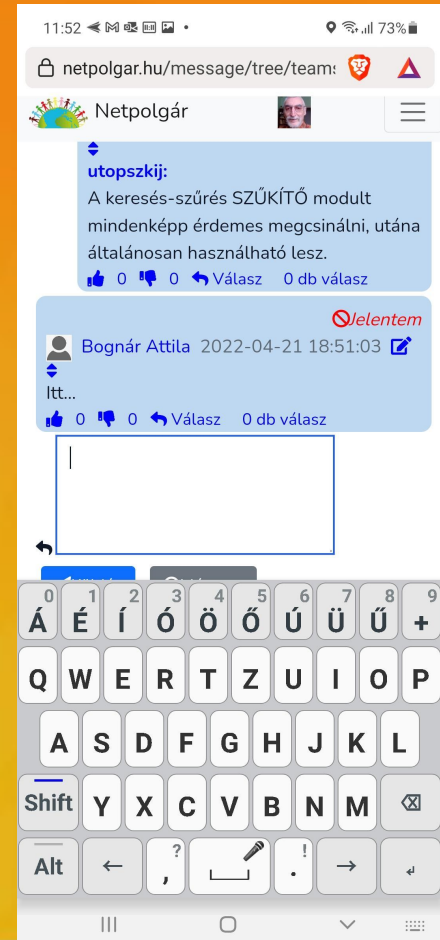 11:52
73%
netpolgar.hu/message/tree/team
Netpolgár
utopszkij:
A keresés-szűrés SZŰKÍTŐ modult
mindenképp érdemes megcsinálni, utána
általánosan használható lesz.
0 0 Válasz 0 db válasz
Jelentem
Bognár Attila 2022-04-21 18:51:03
Itt...
0 0 Válasz 0 db válasz
0 1 2 3 4 5 6 7 8 9
Á É Í Ó Ö Ő Ú Ü Ű +
Q W E R T Z U I O P
A S D F G H J K L
Shift Y X C V B N M
Alt ← , ? . ! →